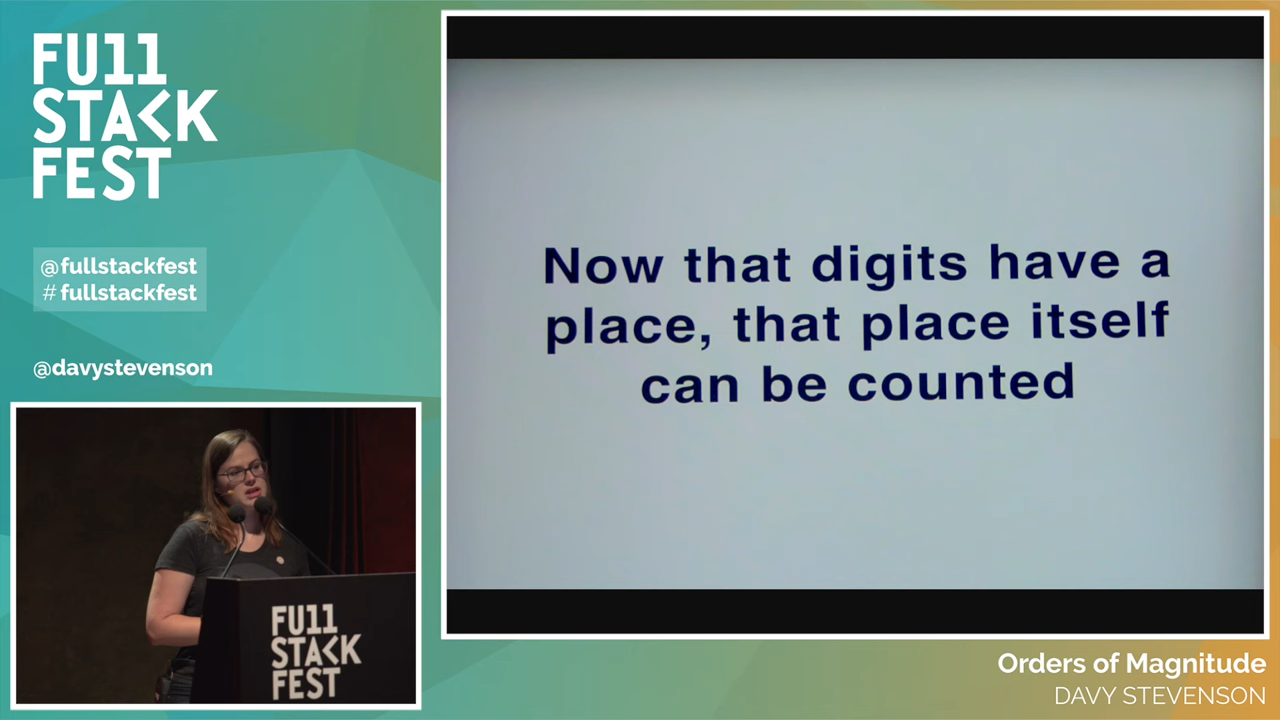 FU11
STACK
FEST
@fullstackfest
# fullstackfest
@davystevenson
Now that digits have a
place, that place itself
can be counted
FU11
STACK
FEST
Orders of Magnitude
DAVY STEVENSON